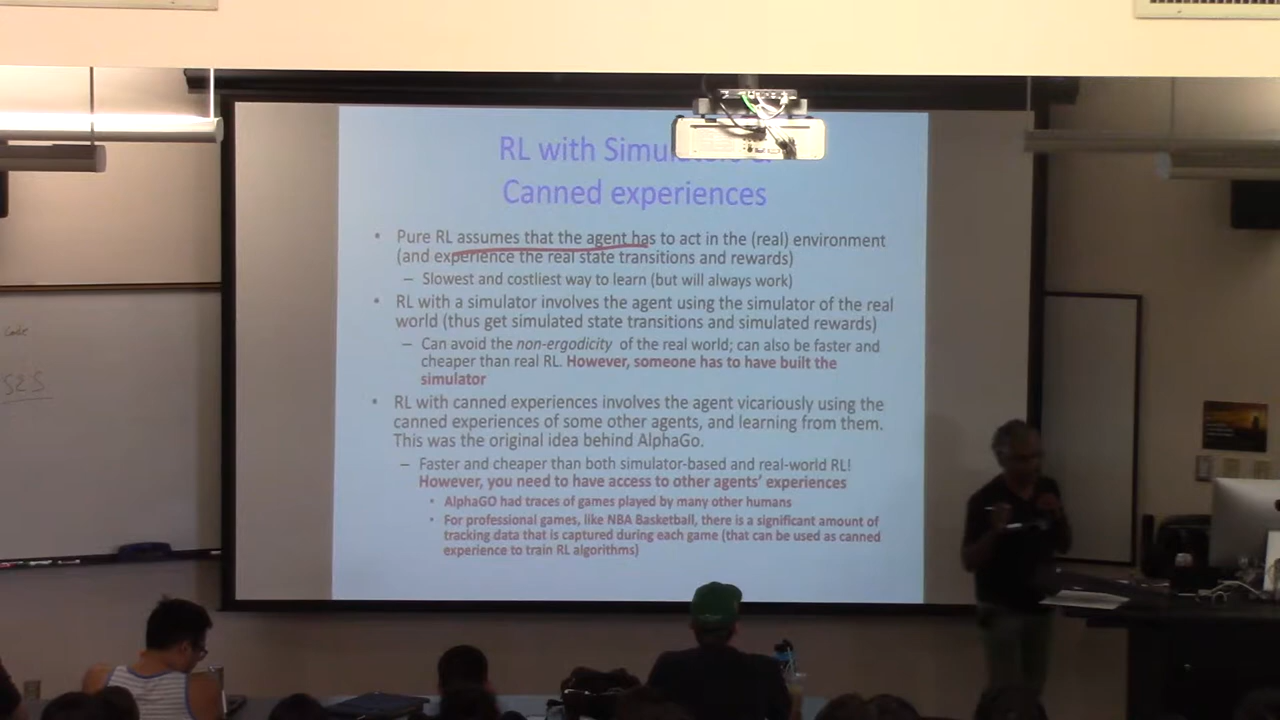 RL with
Canned experiences
• Pure RL assumes that the agent has to act in the (real) environment
(and experience the real state transitions and rewards)
– Slowest and costliest way to learn (but will always work)
• RL with a simulator involves the agent using the simulator of the real
world (thus get simulated state transitions and simulated rewards)
– Can avoid the non-ergodicity of the real world; can also be faster and
cheaper than real RL. However, someone has to have built the
simulator
• RL with canned experiences involves the agent vicariously using the
canned experiences of some other agents, and learning from them.
This was the original idea behind AlphaGo.
– Faster and cheaper than both simulator-based and real-world RL!
However, you need to have access to other agents' experiences
• AlphaGO had traces of games played by many other humans
• For professional games, like NBA Basketball, there is a significant amount of
tracking data that is captured during each game (that can be used as canned
experience to train RL algorithms)